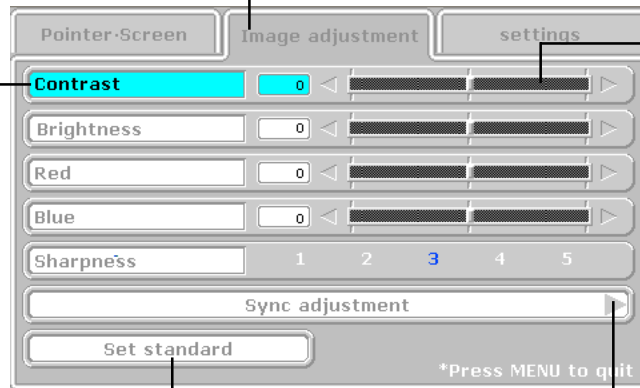 Pointer·Screen Image adjustment settings
Contrast 0
Brightness 0
Red 0
Blue 0
Sharpness 1 2 3 4 5
Sync adjustment
Set standard
*Press MENU to quit